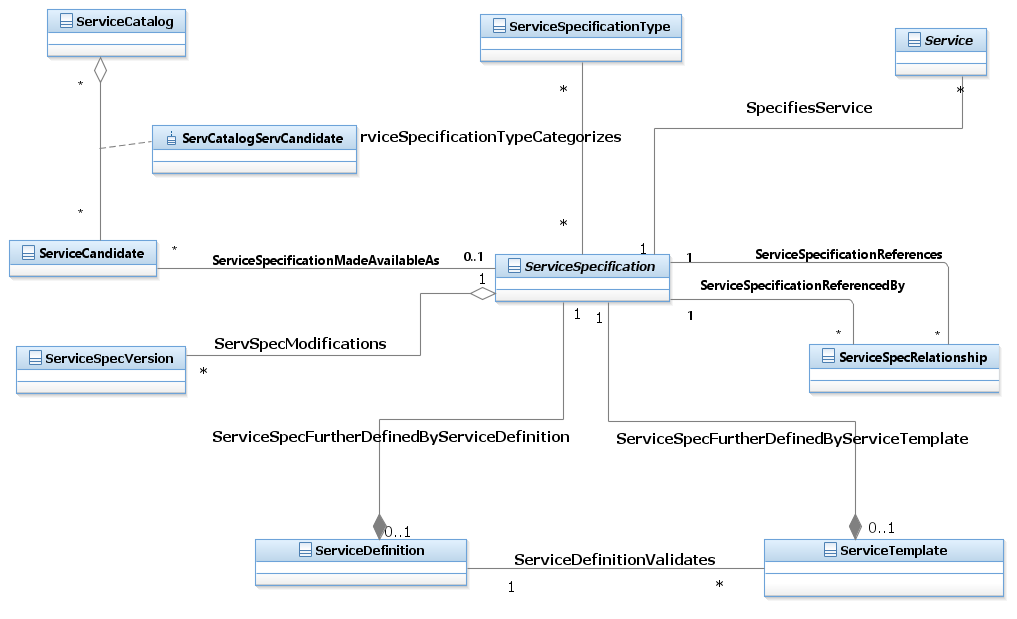 ServiceCatalog
ServiceSpecificationType
Service
*
*
*
SpecifiesService
ServCatalogServCandidate
rviceSpecificationTypeCategorizes
*
*
ServiceCandidate
*
ServiceSpecificationMadeAvailableAs
0..1
1
1
ServiceSpecificationReferences
ServiceSpecification
1
ServiceSpecificationReferencedBy
1
1
1
*
*
ServSpecModifications
ServiceSpecVersion
*
ServiceSpecRelationship
ServiceSpecFurtherDefinedByServiceDefinition
ServiceSpecFurtherDefinedByServiceTemplate
0..1
0..1
ServiceDefinition
ServiceTemplate
ServiceDefinitionValidates
1
*